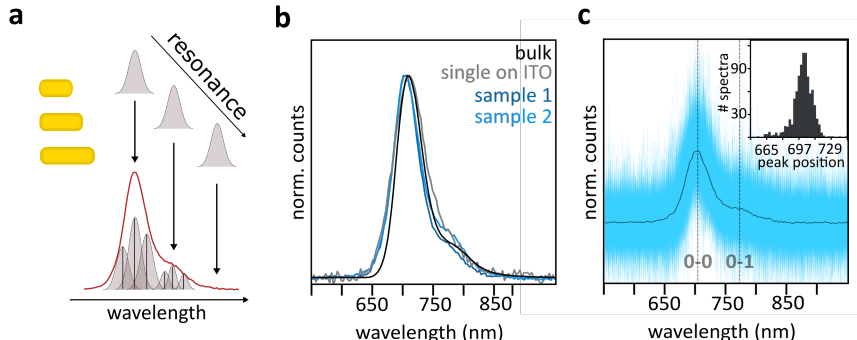 a
resonance
wavelength
b
norm. counts
bulk
single on ITO
sample 1
sample 2
650 750 850
wavelength (nm)
c
norm. counts
# spectra
90
30
665 697 729
peak position
0-0 0-1
650 750 850
wavelength (nm)